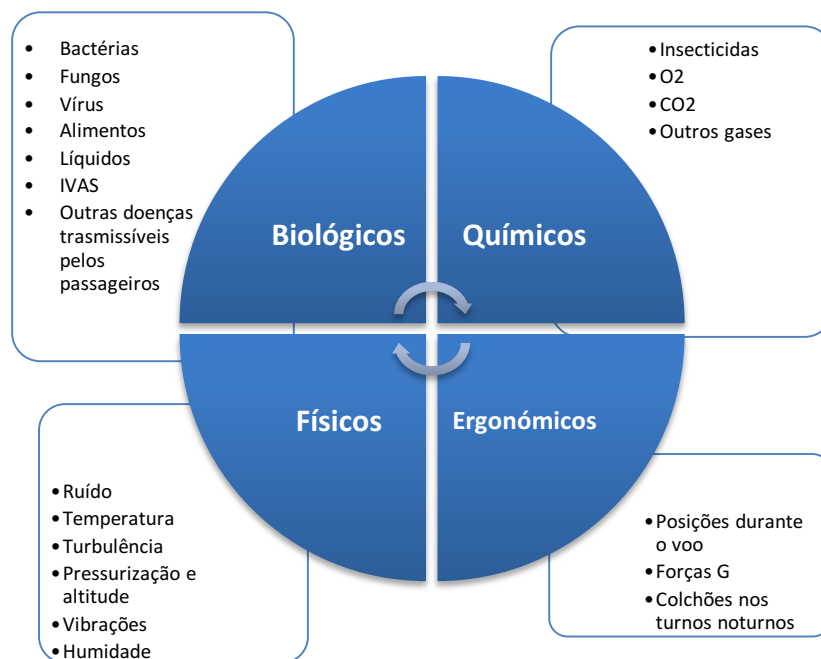 • Bactérias
• Fungos
• Vírus
• Alimentos
• Líquidos
• IVAS
• Outras doenças
trasmissíveis
pelos
passageiros
• Insecticidas
• O2
• CO2
• Outros gases
Biológicos
Químicos
Físicos
Ergonómicos
• Ruído
• Temperatura
• Turbulência
• Pressurização e
altitude
• Vibrações
• Humidade
• Posições durante
o voo
• Forças G
• Colchões nos
turnos noturnos